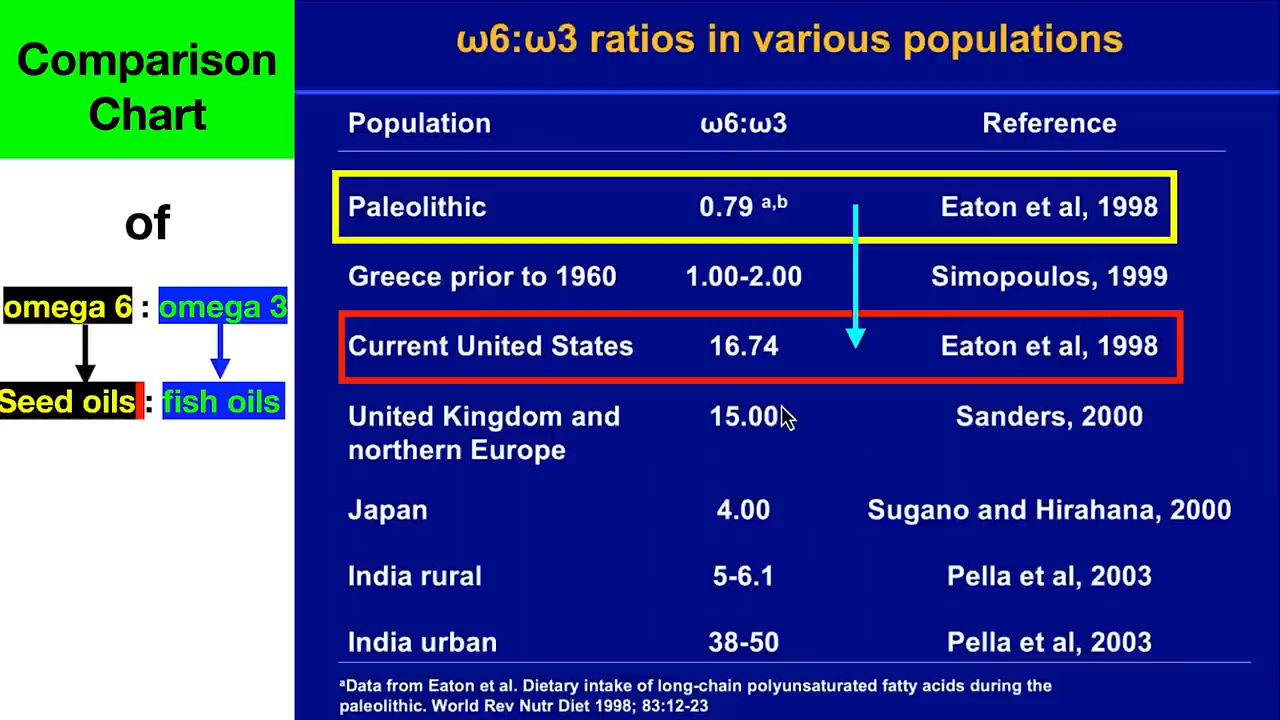 Comparison
Chart
of
omega 6 : omega 3
Seed oils : fish oils
ω6:ω3 ratios in various populations
Population ω6:ω3 Reference
Paleolithic 0.79 a,b Eaton et al, 1998
Greece prior to 1960 1.00-2.00 Simopoulos, 1999
Current United States 16.74 Eaton et al, 1998
United Kingdom and 15.00 Sanders, 2000
northern Europe
Japan 4.00 Sugano and Hirahana, 2000
India rural 5-6.1 Pella et al, 2003
India urban 38-50 Pella et al, 2003
aData from Eaton et al. Dietary intake of long-chain polyunsaturated fatty acids during the
paleolithic. World Rev Nutr Diet 1998; 83:12-23